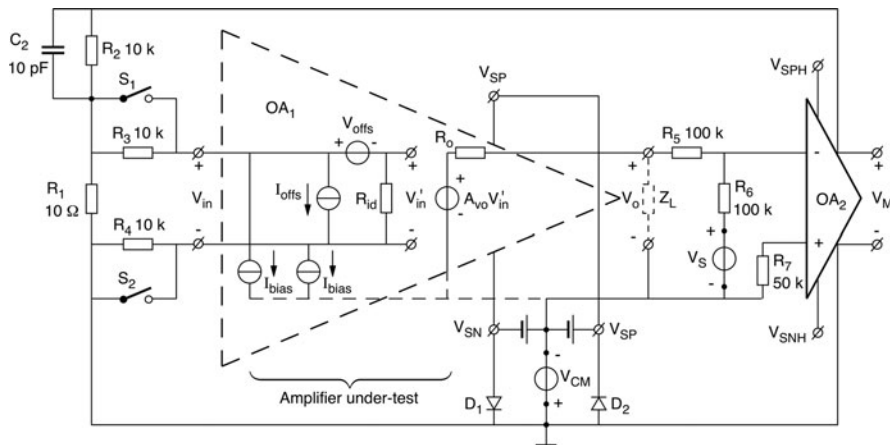 C2
10 pF
R2 10 k
S1
R3 10 k
R1
10 Ω
R4 10 k
S2
+
Vin
-
OA1
Voffs
+ -
Ioffs
Rid
+
V'in
-
Ibias
Ibias
Ro
+
AvoV'in
-
VSP
+
Vo
-
ZL
R5 100 k
R6
100 k
+
VS
-
R7
50 k
VSPH
-
OA2
+
VSNH
+
VM
-
VSN
VSP
-
VCM
+
D1
D2
Amplifier under-test